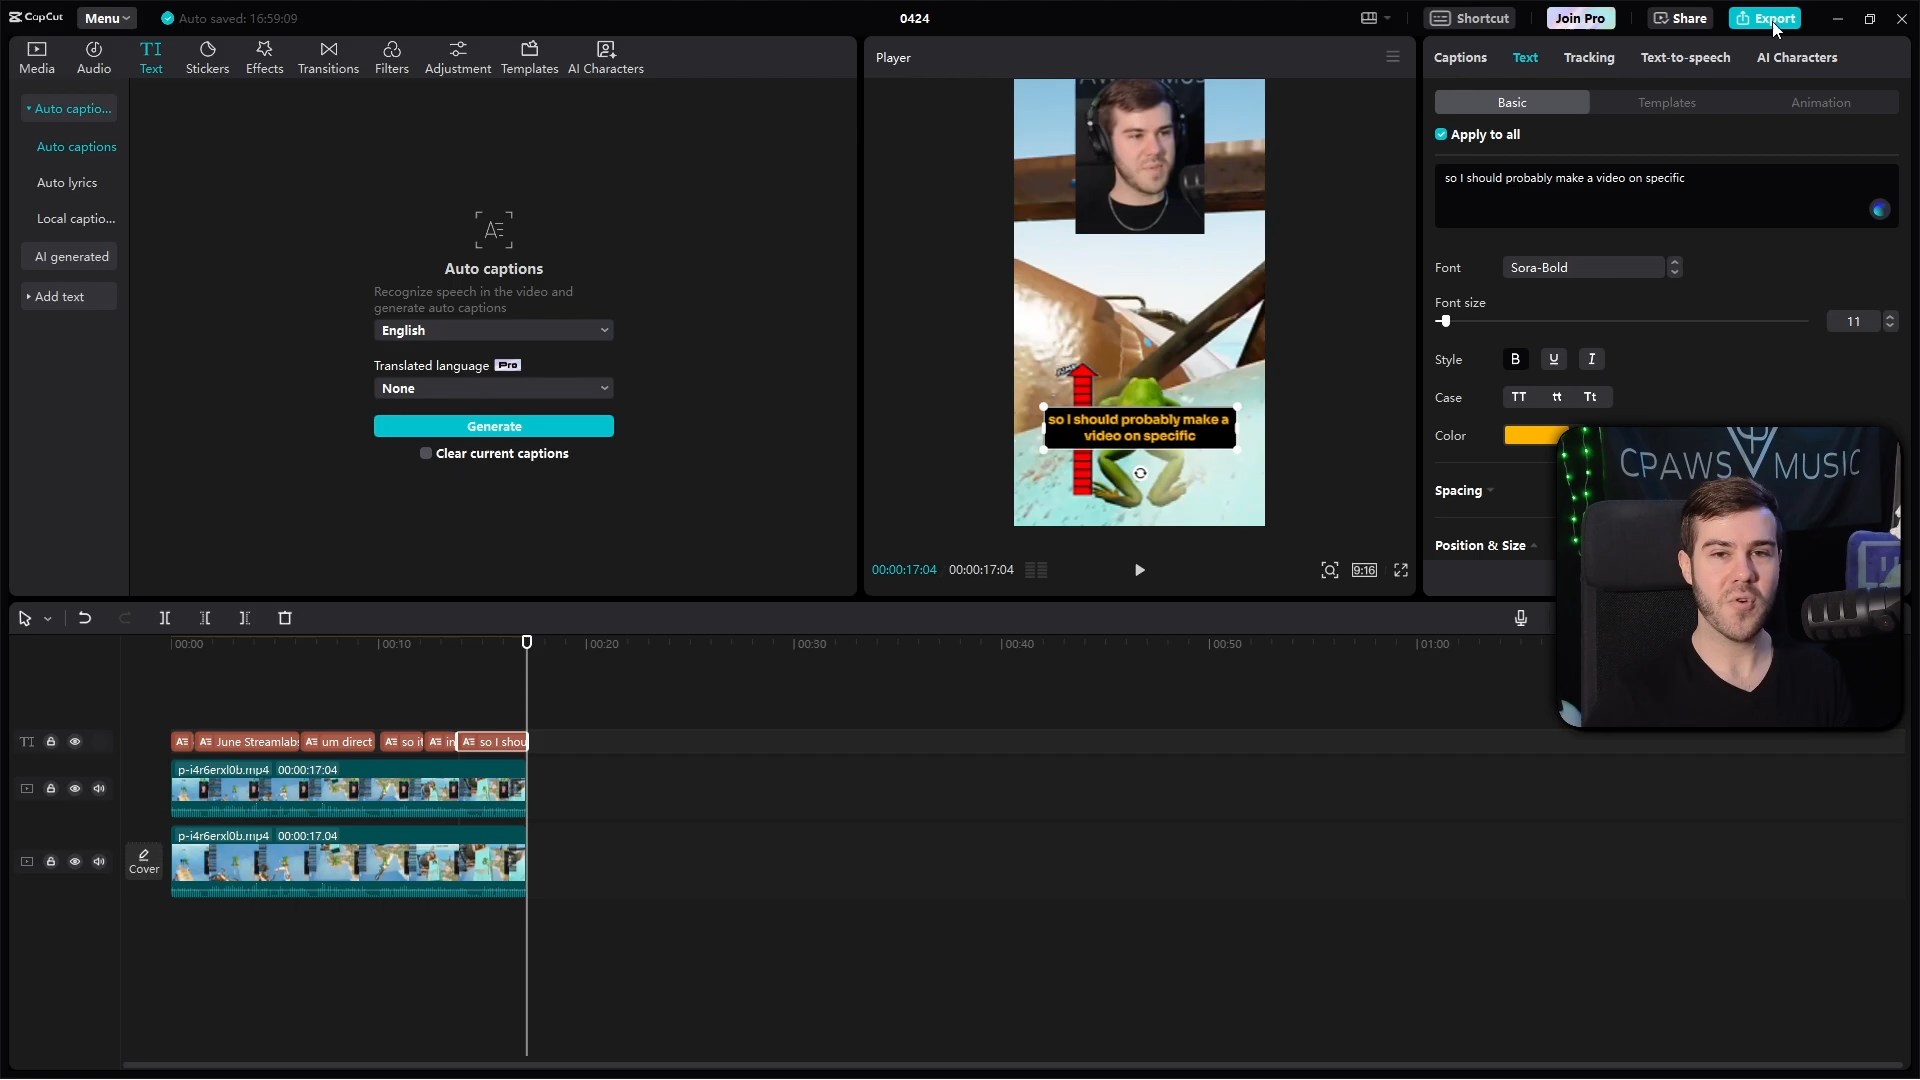 CapCut
Menu
Auto saved: 16:59:09
0424
Shortcut
Join Pro
Share
Export
Media
Audio
TI
Text
Stickers
Effects
Transitions
Filters
Adjustment
Templates
AI Characters
Auto captio...
Auto captions
Auto lyrics
Local captio...
AI generated
Add text
Auto captions
Recognize speech in the video and
generate auto captions
English
Translated language Pro
None
Generate
Clear current captions
Player
so I should probably make a
video on specific
00:00:17:04 00:00:17:04
9:16
Captions
Text
Tracking
Text-to-speech
AI Characters
Basic
Templates
Animation
Apply to all
so I should probably make a video on specific
Font
Sora-Bold
Font size
11
Style
B U I
Case
TT tt Tt
Color
Spacing
Position & Size
CPAWS MUSIC
00:00
00:10
00:20
00:30
00:40
00:50
01:00
TI
June Streamlabs
um direct
so it
in
so I shou
p-i4r6erxl0b.mp4 00:00:17:04
p-i4r6erxl0b.mp4 00:00:17:04
Cover